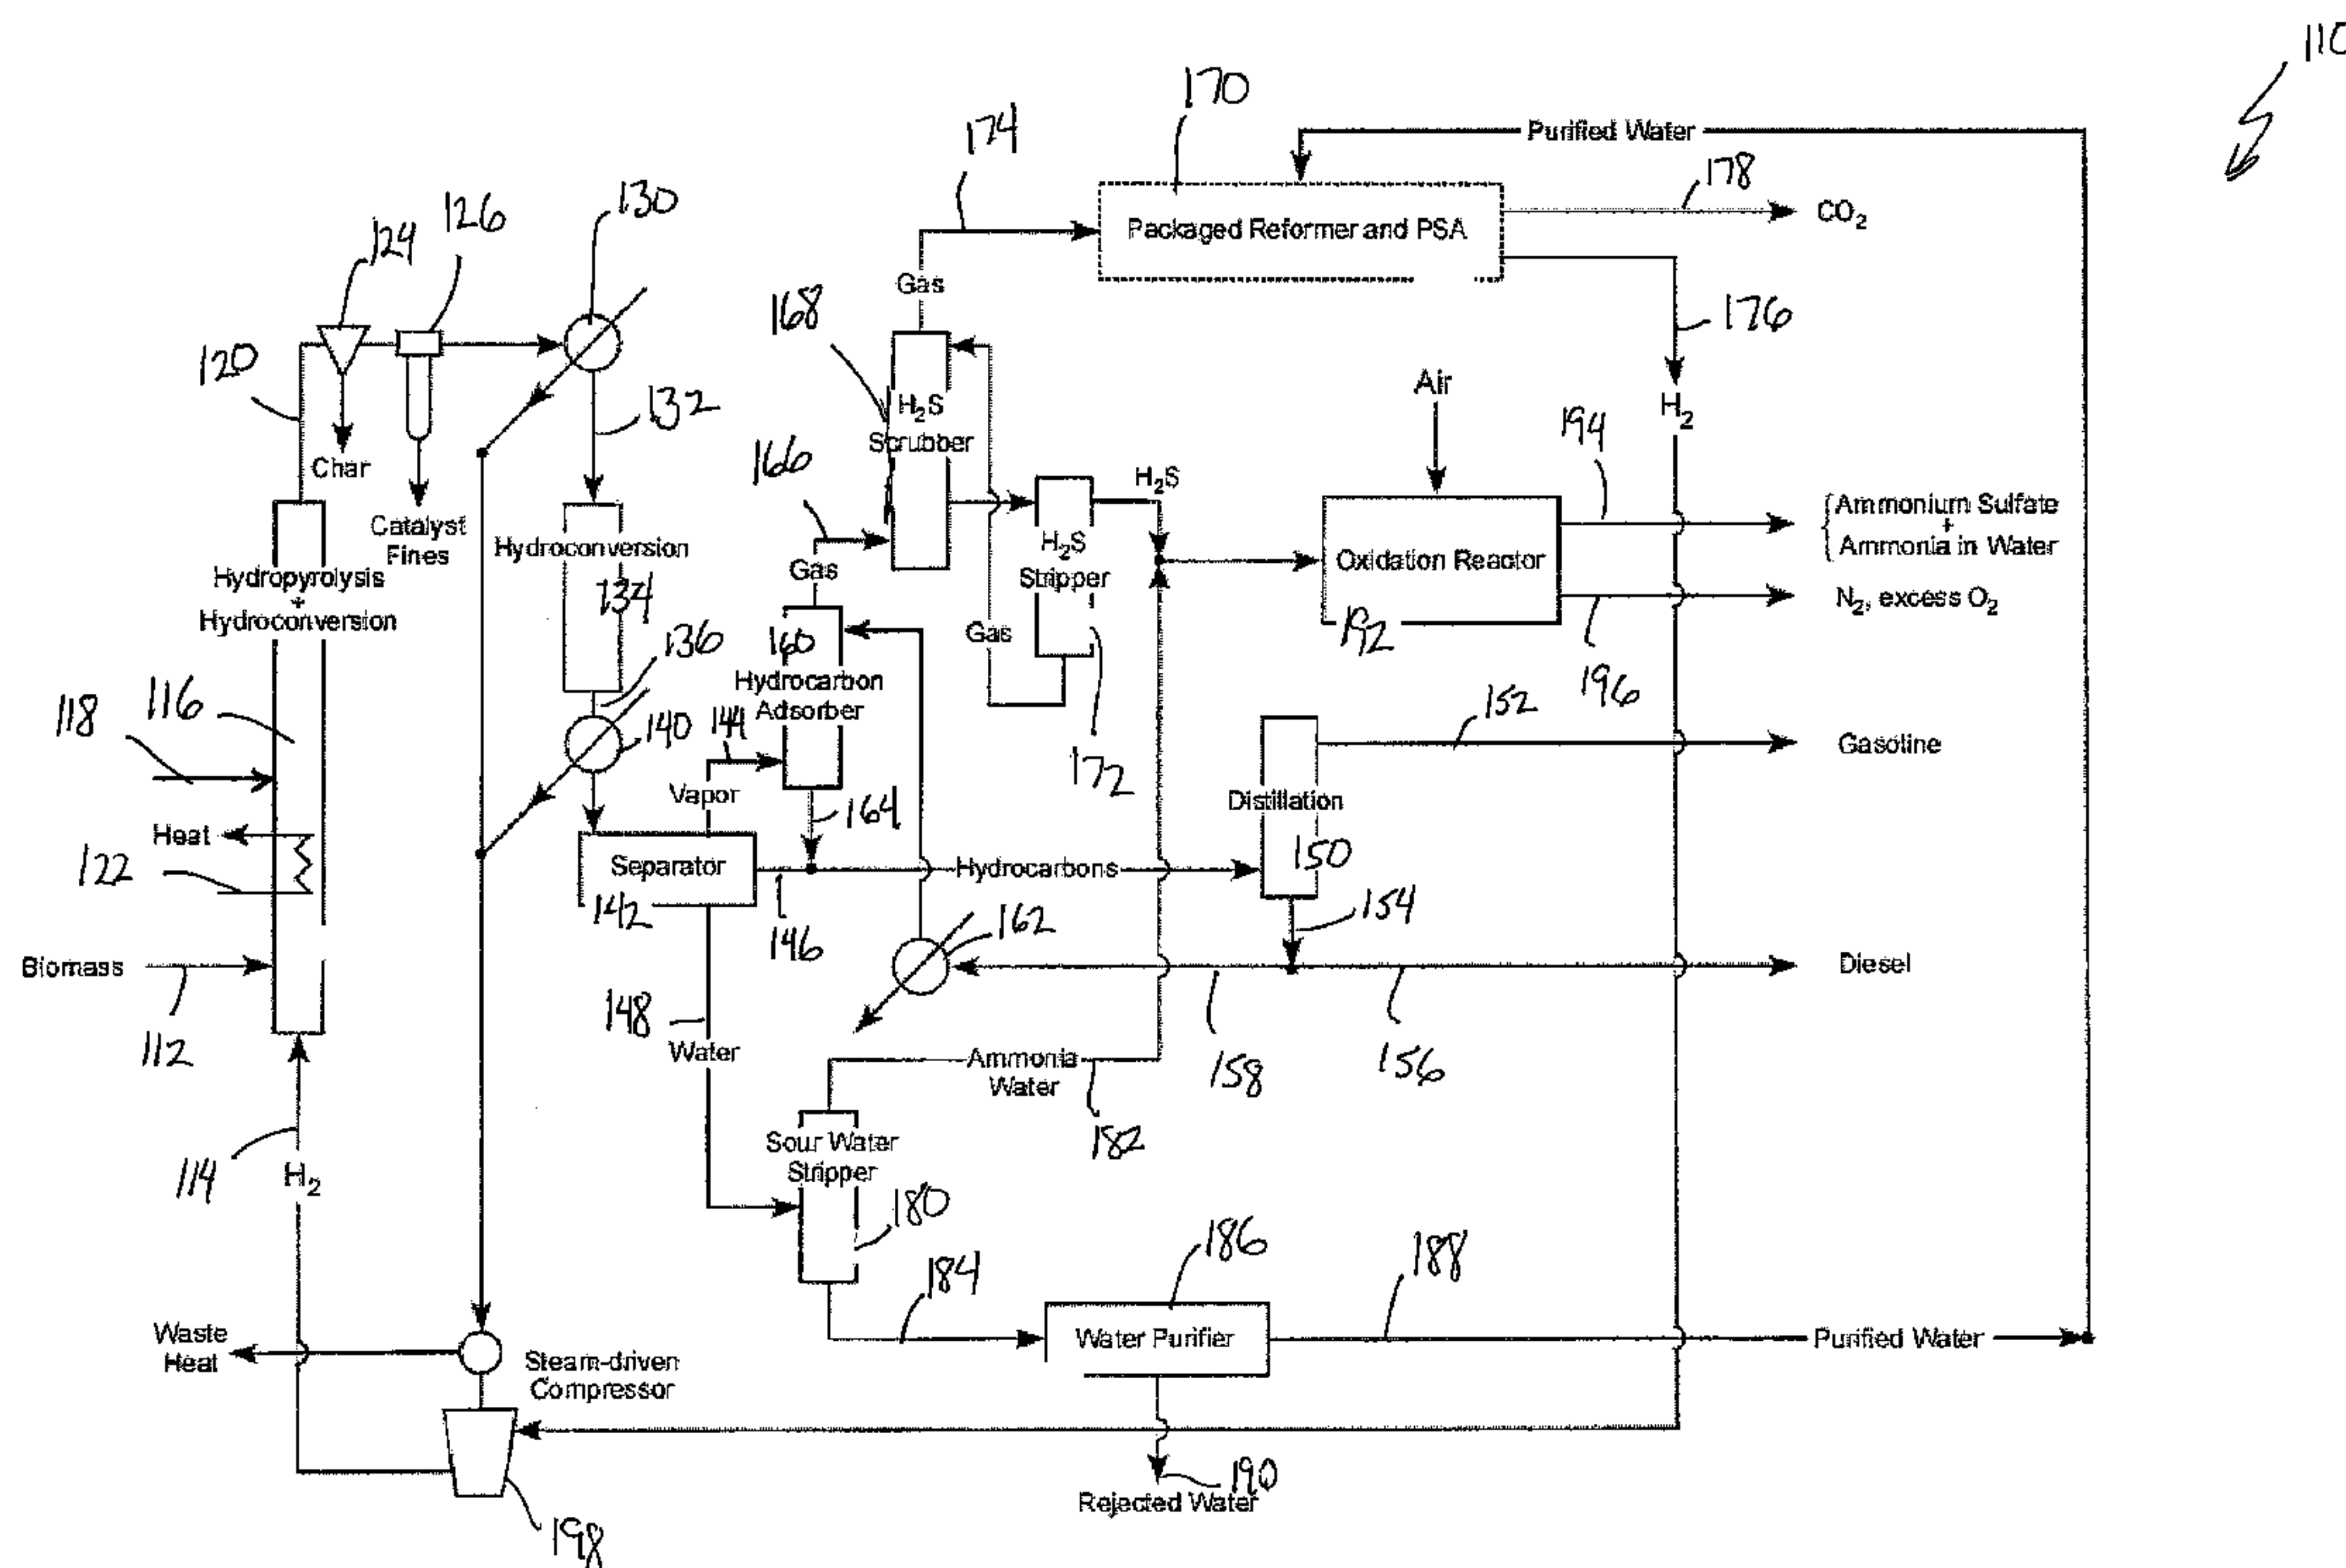 110
170
174
Purified Water
178
CO2
Packaged Reformer and PSA
130
126
124
Gas
168
176
120
132
H2S
Scrubber
Air
H2
194
Char
166
H2S
Catalyst
Fines
Hydroconversion
134
Ammonium Sulfate
+
Ammonia in Water
H2S
Stripper
Oxidation Reactor
192
Gas
Hydropyrolysis
+
Hydroconversion
N2, excess O2
196
160
Hydrocarbon
Adsorber
Gas
136
140
144
118
116
172
152
Gasoline
Vapor
Distillation
150
164
Heat
122
Separator
142
146
Hydrocarbons
154
162
Biomass
112
Diesel
148
Water
158
156
Ammonia
Water
182
114
H2
Sour Water
Stripper
180
184
186
188
Water Purifier
Purified Water
Waste
Heat
Steam-driven
Compressor
190
Rejected Water
198